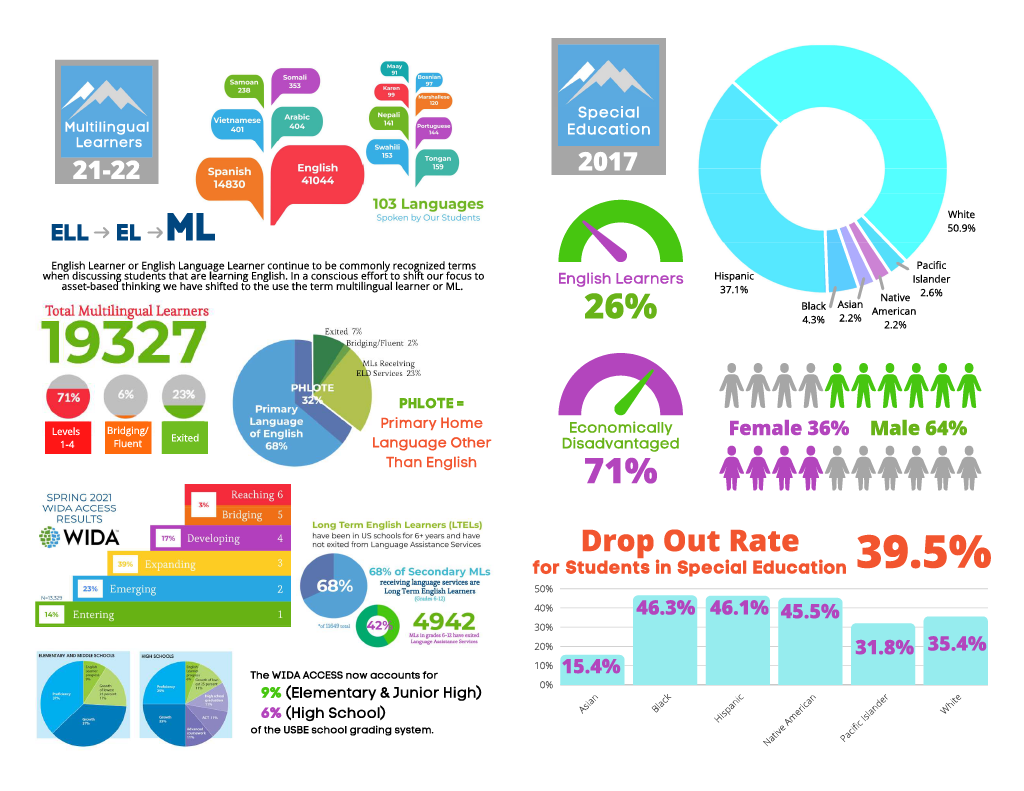 Multilingual
Learners
21-22
Samoan
238
Somali
353
Vietnamese
401
Arabic
404
Spanish
14830
English
41044
Maay
91
Bosnian
97
Karen
99
Marshallese
120
Nepali
141
Portuguese
144
Swahili
153
Tongan
159
103 Languages
Spoken by Our Students
ELL → EL → ML
English Learner or English Language Learner continue to be commonly recognized terms
when discussing students that are learning English. In a conscious effort to shift our focus to
asset-based thinking we have shifted to the use the term multilingual learner or ML.
Total Multilingual Learners
19327
71%
6%
23%
Levels
1-4
Bridging/
Fluent
Exited
Exited 7%
Bridging/Fluent 2%
MLs Receiving
ELD Services 23%
PHLOTE
32%
Primary
Language
of English
68%
PHLOTE =
Primary Home
Language Other
Than English
SPRING 2021
WIDA ACCESS
RESULTS
WIDA
N=13,329
3%
Reaching 6
Bridging 5
17%
Developing 4
39%
Expanding 3
23%
Emerging 2
14%
Entering 1
Long Term English Learners (LTELs)
have been in US schools for 6+ years and have
not exited from Language Assistance Services
68%
68% of Secondary MLs
receiving language services are
Long Term English Learners
(Grades 6-12)
42%
4942
MLs in grades 6-12 have exited
Language Assistance Services
ELEMENTARY AND MIDDLE SCHOOLS
Proficiency
Growth
37%
HIGH SCHOOLS
Proficiency
Growth
ACT 11%
The WIDA ACCESS now accounts for
9% (Elementary & Junior High)
6% (High School)
of the USBE school grading system.
Special
Education
2017
White
50.9%
Pacific
Islander
2.6%
Native
American
2.2%
Asian
2.2%
Black
4.3%
Hispanic
37.1%
English Learners
26%
Economically
Disadvantaged
71%
Female 36% Male 64%
Drop Out Rate
for Students in Special Education
39.5%
50%
40%
30%
20%
10%
0%
15.4%
46.3%
46.1%
45.5%
31.8%
35.4%
Asian
Black
Hispanic
Native American
Pacific Islander
White